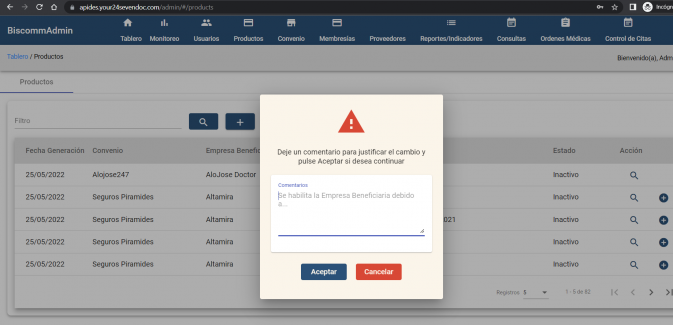 apides.your24sevendoc.com/admin/#/products
BiscommAdmin
Tablero
Monitoreo
Usuarios
Productos
Convenio
Membresías
Proveedores
Reportes/Indicadores
Consultas
Ordenes Médicas
Control de Citas
Tablero / Productos
Bienvenido(a), Adm
Productos
Filtro
Fecha Generación Convenio Empresa Benefic Estado Acción
25/05/2022 Alojose247 AloJose Doctor Inactivo
25/05/2022 Seguros Piramides Altamira Inactivo
25/05/2022 Seguros Piramides Altamira 021 Inactivo
25/05/2022 Seguros Piramides Altamira Inactivo
25/05/2022 Seguros Piramides Altamira Inactivo
Registros 5 1 - 5 de 82
Deje un comentario para justificar el cambio y
pulse Aceptar si desea continuar
Comentarios
Se habilita la Empresa Beneficiaria debido
a...
Aceptar
Cancelar